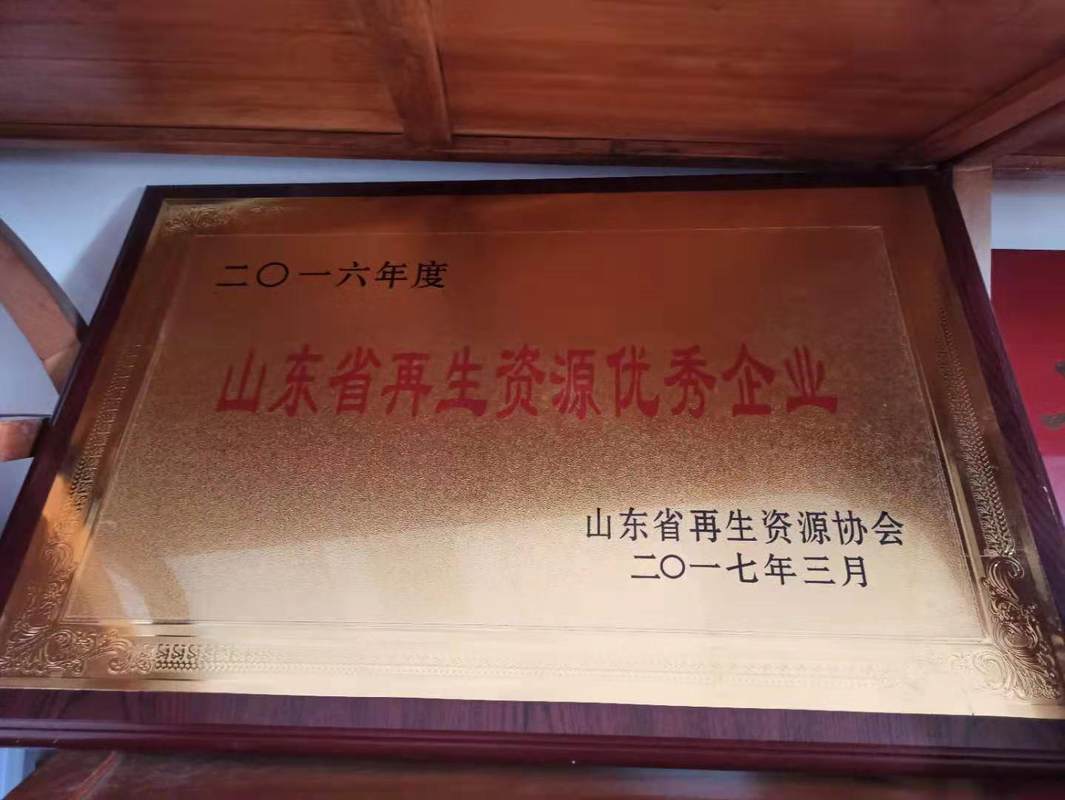 二〇一六年度
山东省再生资源优秀企业
山东省再生资源协会
二〇一七年三月